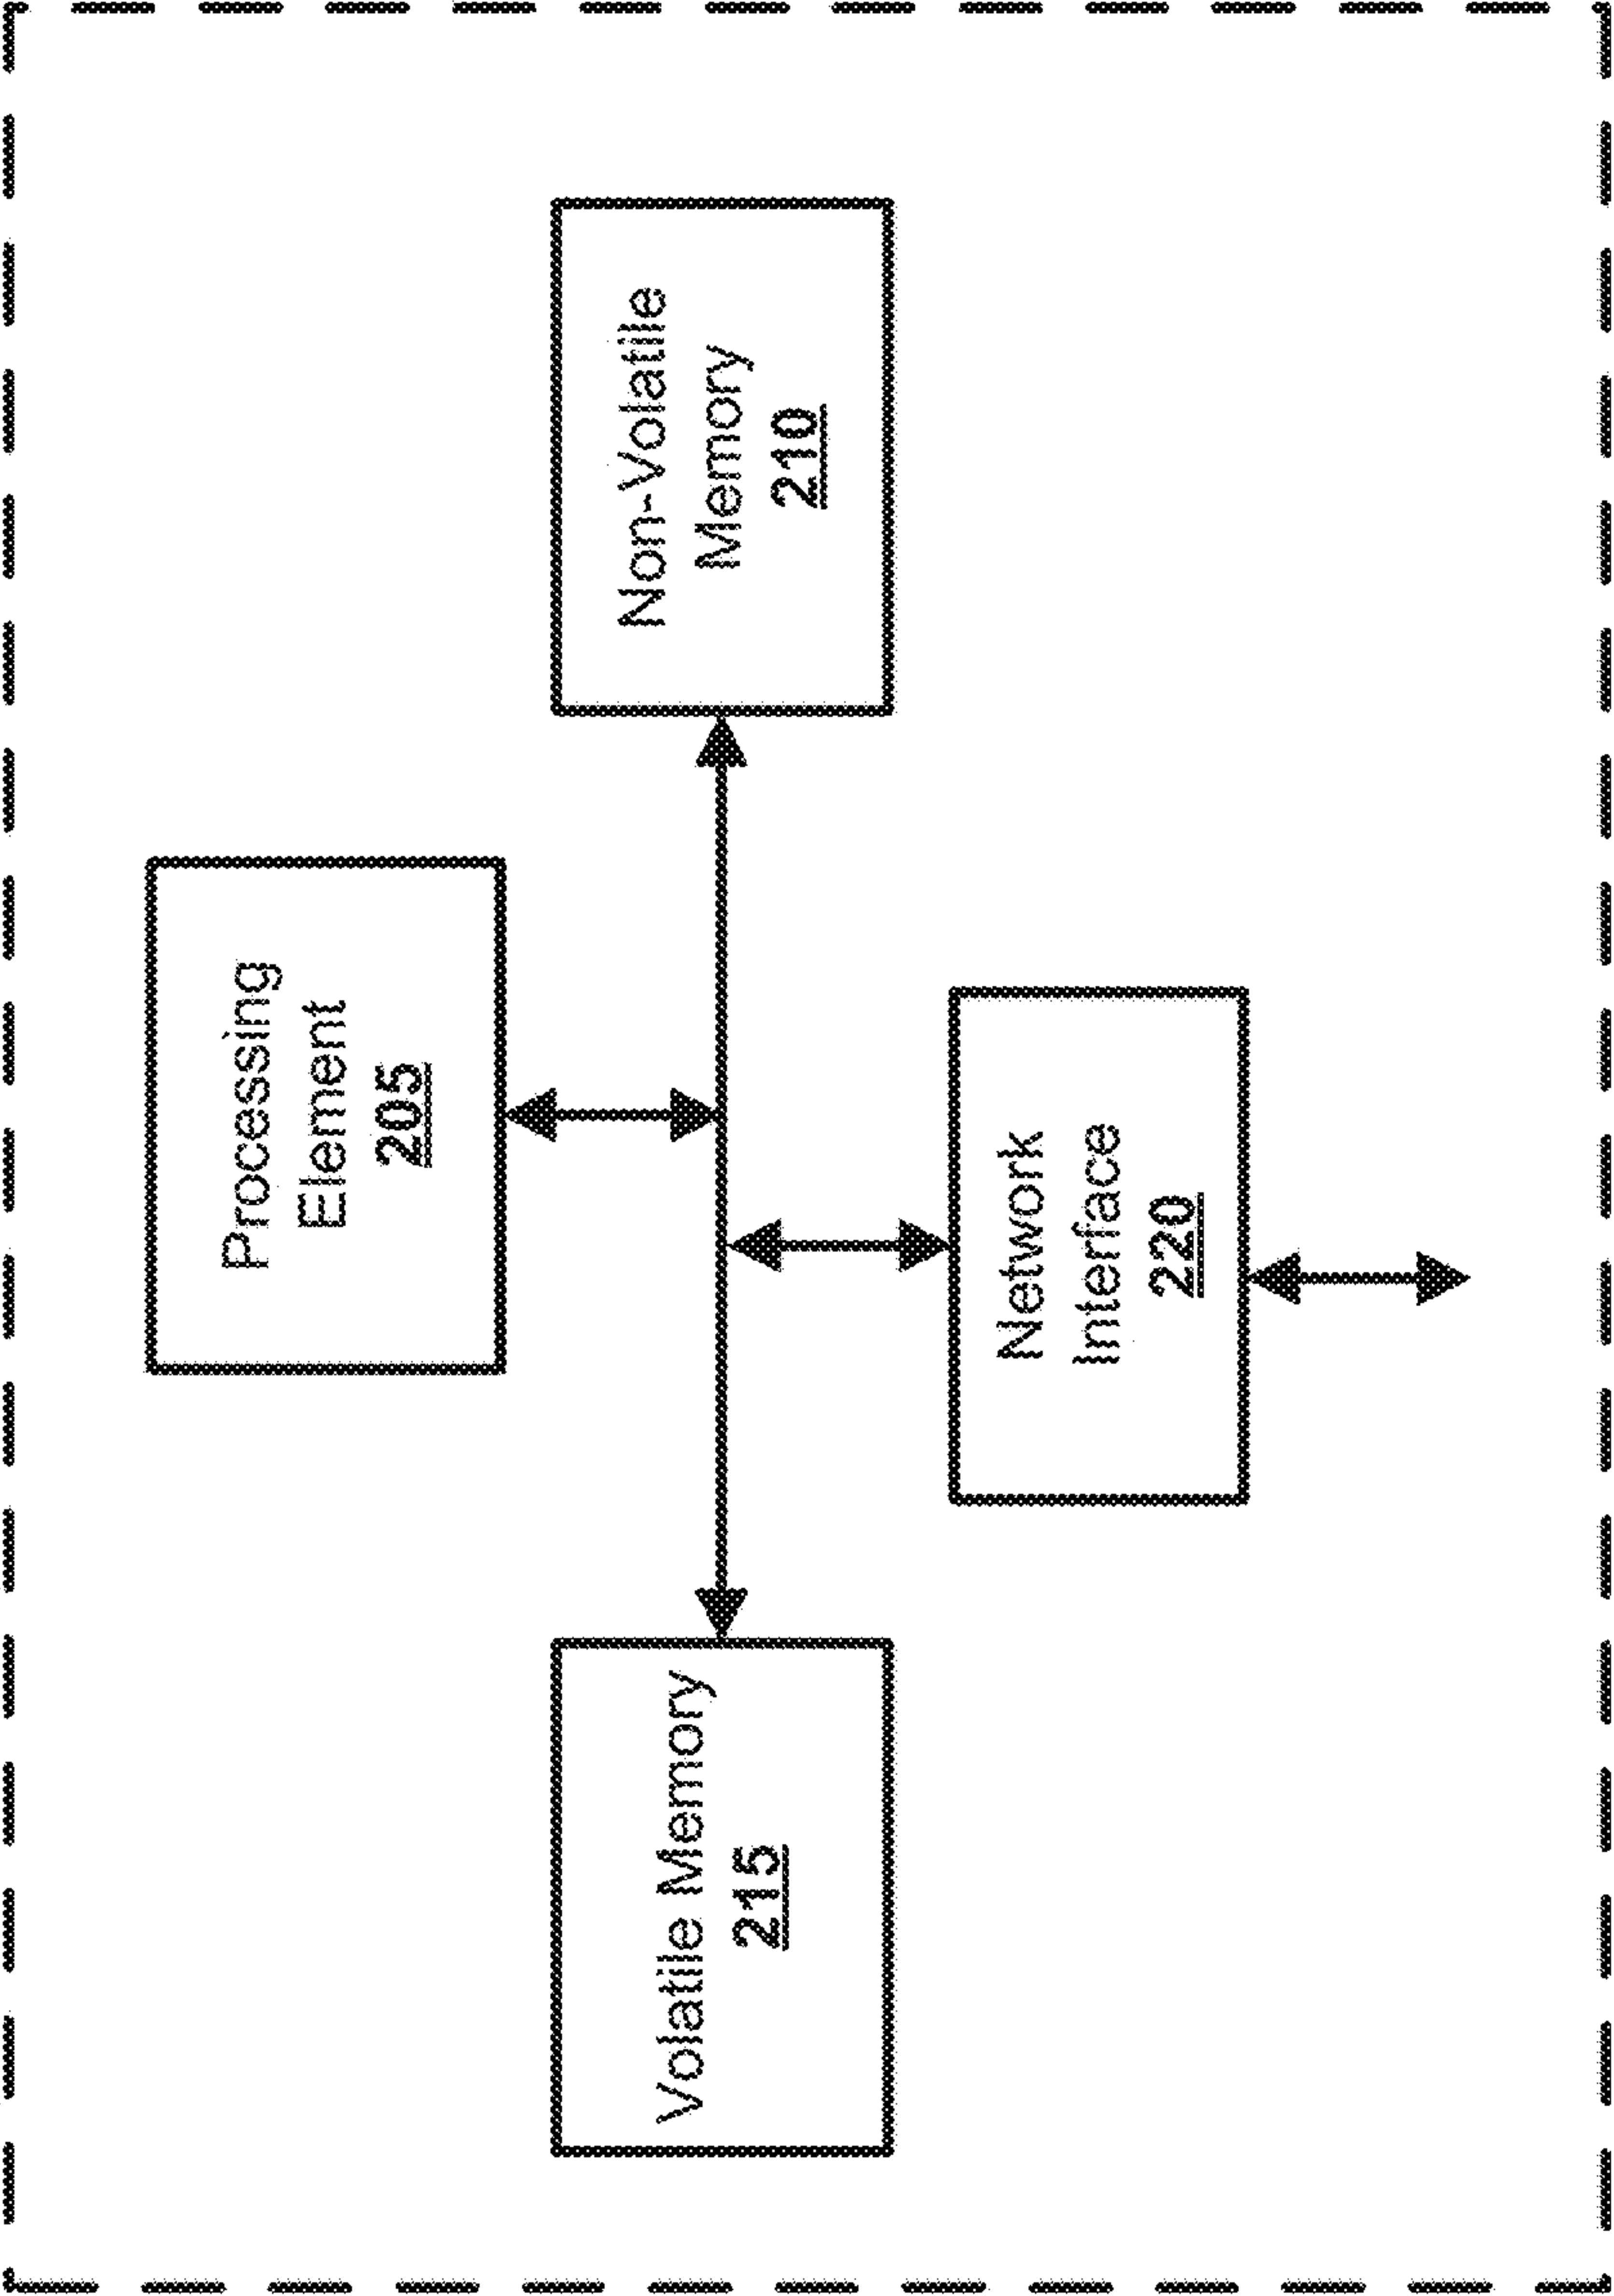 Processing
Element
205
Volatile Memory
215
Non-Volatile
Memory
210
Network
Interface
220